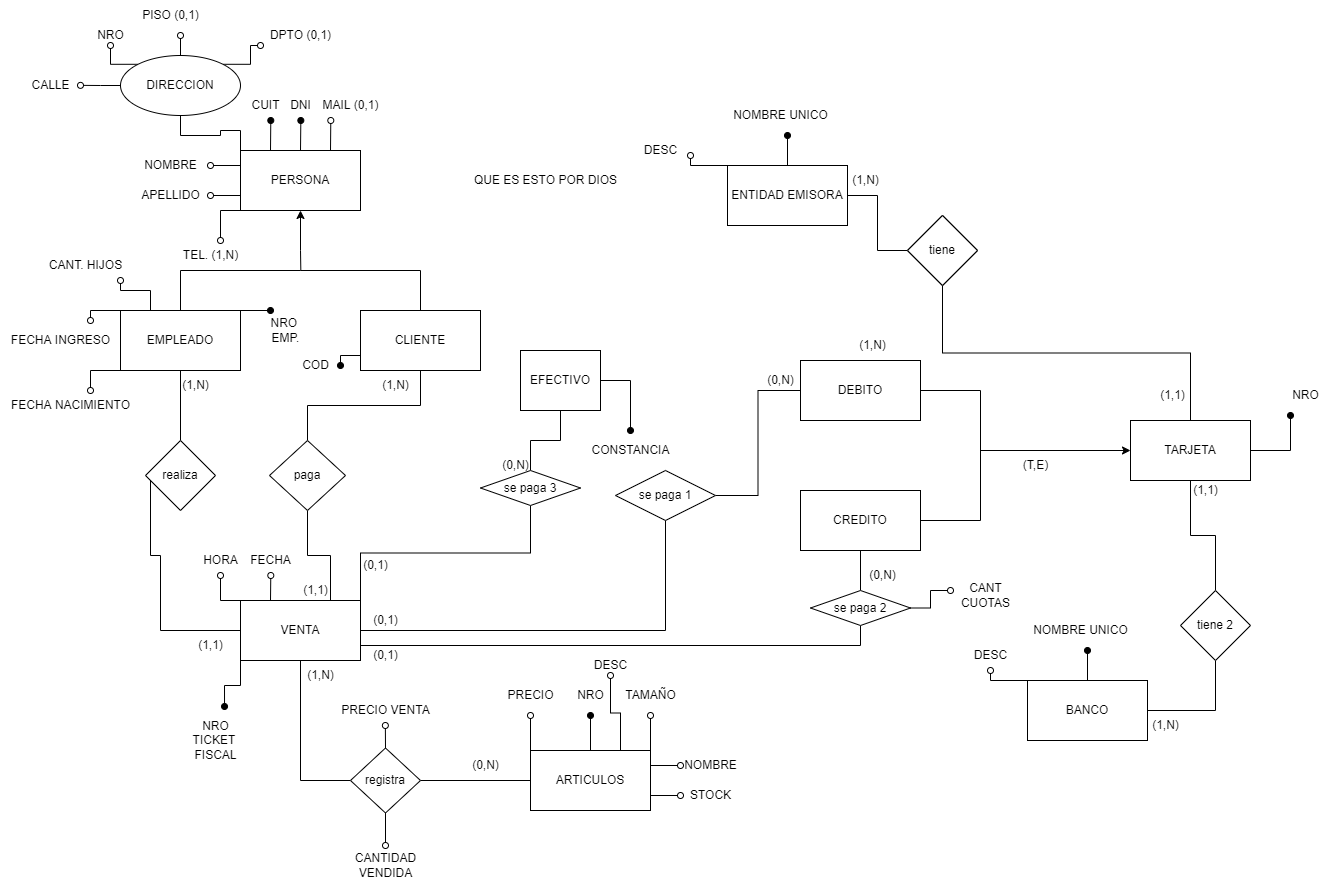 PISO (0,1)
NRO
DPTO (0,1)
CALLE
DIRECCION
CUIT
DNI
MAIL (0,1)
NOMBRE
APELLIDO
PERSONA
TEL. (1,N)
QUE ES ESTO POR DIOS
NOMBRE UNICO
DESC
ENTIDAD EMISORA
(1,N)
tiene
CANT. HIJOS
FECHA INGRESO
EMPLEADO
NRO
EMP.
FECHA NACIMIENTO
(1,N)
CLIENTE
COD
(1,N)
EFECTIVO
CONSTANCIA
(0,N)
(1,N)
(0,N)
DEBITO
(1,1)
NRO
TARJETA
(T,E)
(1,1)
realiza
paga
se paga 3
se paga 1
CREDITO
(0,N)
se paga 2
CANT
CUOTAS
HORA
FECHA
(1,1)
(0,1)
VENTA
(0,1)
(0,1)
(1,1)
(1,N)
NRO
TICKET
FISCAL
tiene 2
NOMBRE UNICO
DESC
BANCO
(1,N)
PRECIO VENTA
registra
CANTIDAD
VENDIDA
(0,N)
DESC
PRECIO
NRO
TAMAÑO
ARTICULOS
NOMBRE
STOCK